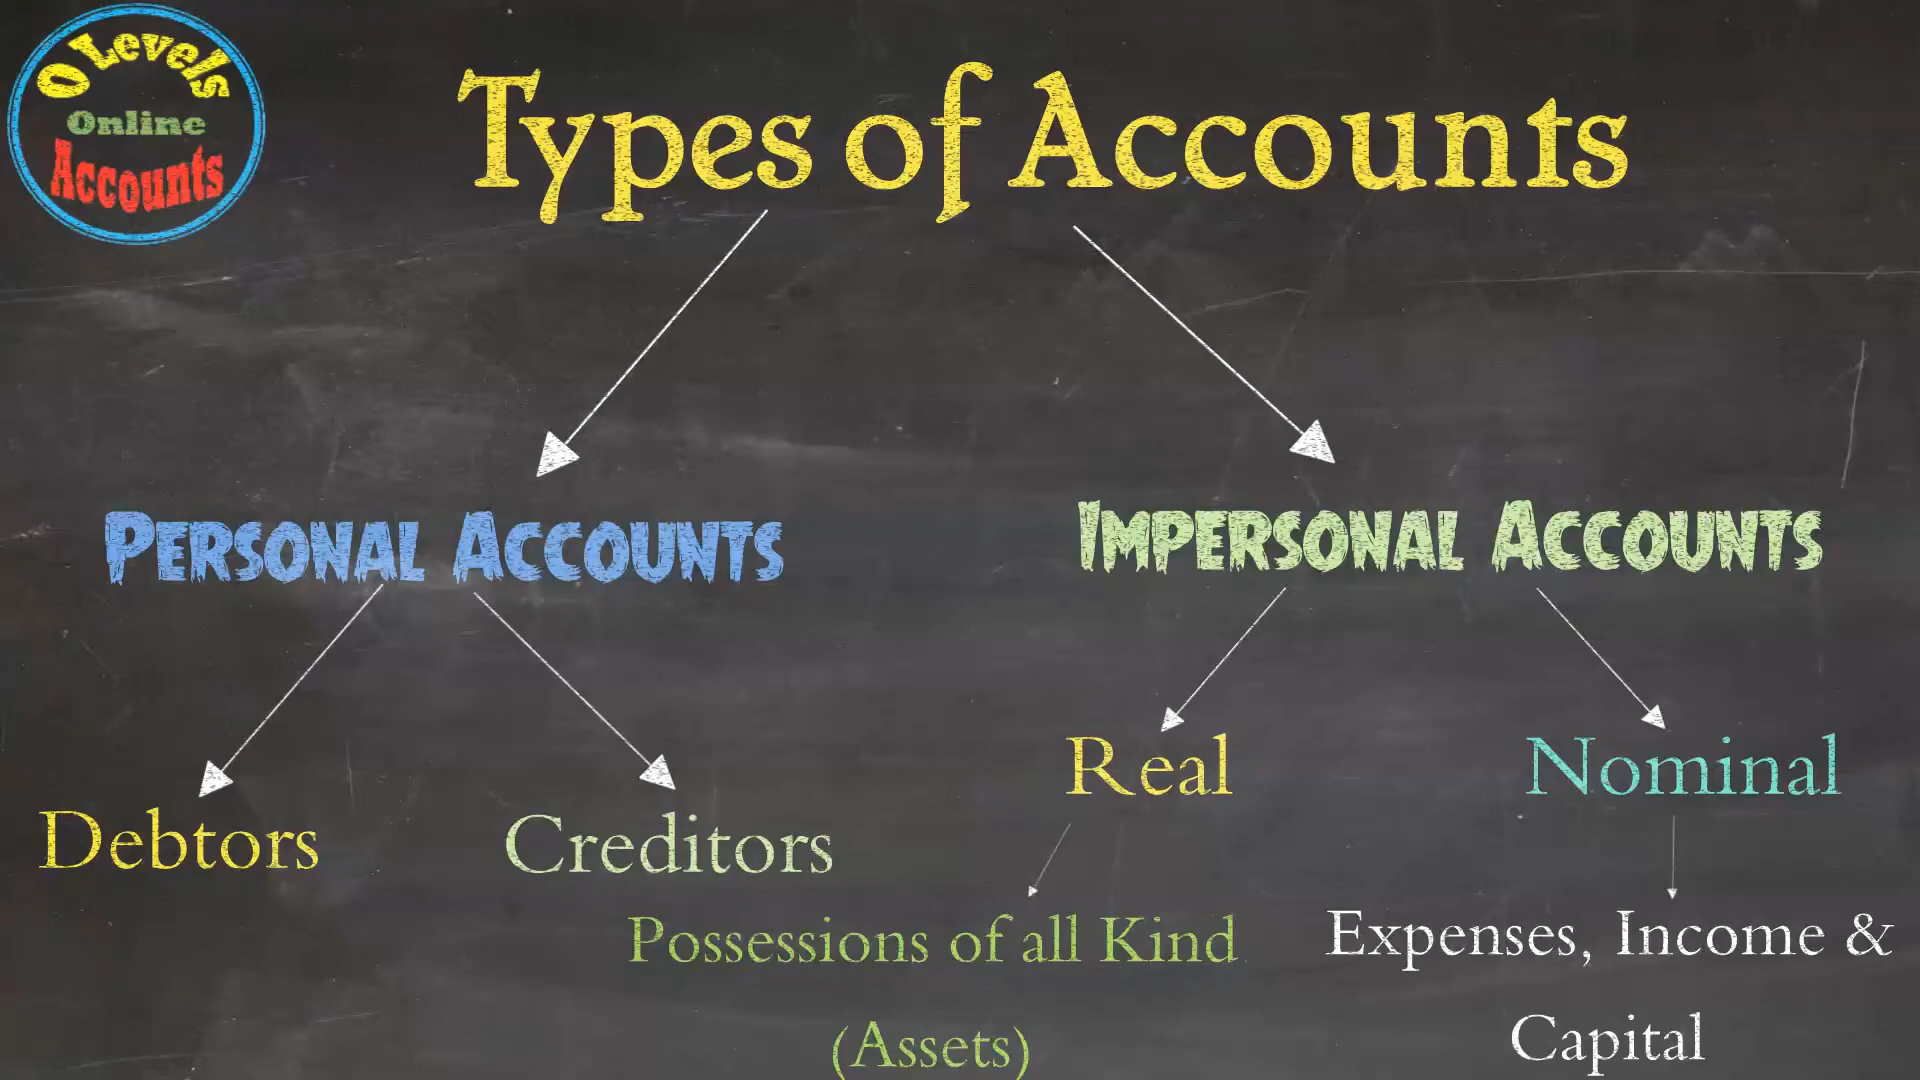 O Levels
Online
Accounts
Types of Accounts
Personal Accounts
Impersonal Accounts
Debtors
Creditors
Real
Nominal
Possessions of all Kind
(Assets)
Expenses, Income &
Capital